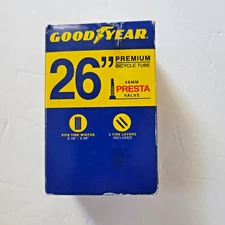 GOODYEAR
26”
PREMIUM
BICYCLE TUBE
48MM
PRESTA
VALVE
FITS TIRE WIDTHS
2 TIRE LEVERS
INCLUDED